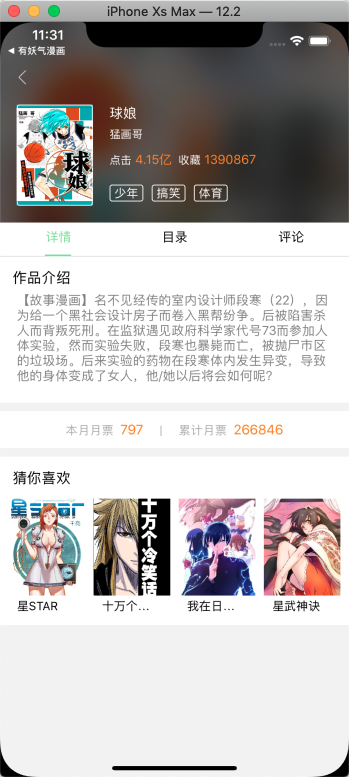 iPhone Xs Max — 12.2
11:31
◀ 有妖气漫画
猛画 哥
球娘
球娘
猛画哥
点击 4.15亿 收藏 1390867
少年 搞笑 体育
详情 目录 评论
作品介绍
【故事漫画】名不见经传的室内设计师段寒（22），因
为给一个黑社会设计房子而卷入黑帮纷争。后被陷害杀
人而背叛死刑。在监狱遇见政府科学家代号73而参加人
体实验，然而实验失败，段寒也暴毙而亡，被抛尸市区
的垃圾场。后来实验的药物在段寒体内发生异变，导致
他的身体变成了女人，他/她以后将会如何呢?
本月月票 797 | 累计月票 266846
猜你喜欢
星STAR
十万个冷笑话
星STAR 十万个... 我在日... 星武神诀